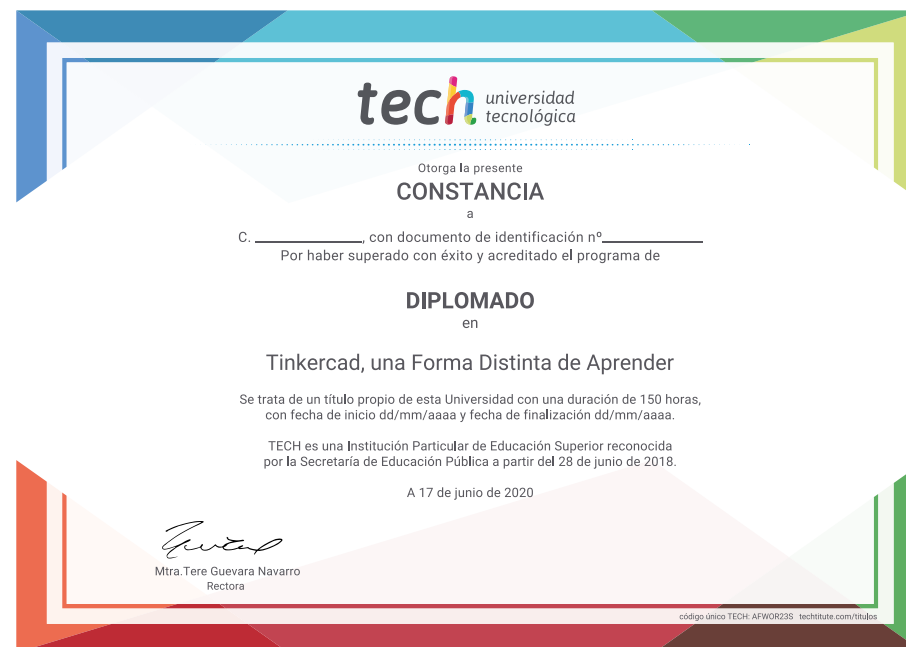 tech universidad
tecnológica
Otorga la presente
CONSTANCIA
a
C. ____________, con documento de identificación nº____________
Por haber superado con éxito y acreditado el programa de
DIPLOMADO
en
Tinkercad, una Forma Distinta de Aprender
Se trata de un título propio de esta Universidad con una duración de 150 horas,
con fecha de inicio dd/mm/aaaa y fecha de finalización dd/mm/aaaa.
TECH es una Institución Particular de Educación Superior reconocida
por la Secretaría de Educación Pública a partir del 28 de junio de 2018.
A 17 de junio de 2020
Mtra.Tere Guevara Navarro
Rectora
código único TECH: AFWOR23S techtitute.com/titulos